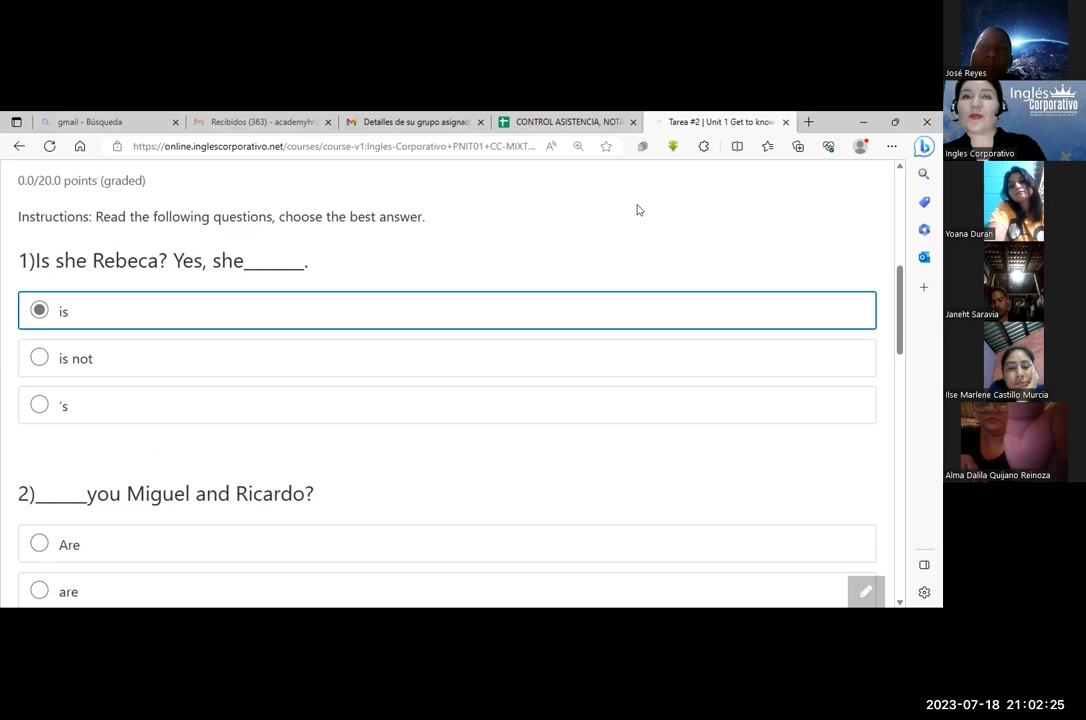 gmail - Búsqueda
Recibidos (363) - academyhr
Detalles de su grupo asignad
CONTROL ASISTENCIA, NOTA
Tarea #2 | Unit 1 Get to know
https://online.inglescorporativo.net/courses/course-v1:Ingles-Corporativo+PNIT01+CC-MIXT...
0.0/20.0 points (graded)
Instructions: Read the following questions, choose the best answer.
1)Is she Rebeca? Yes, she______.
is
is not
's
2)______you Miguel and Ricardo?
Are
are
José Reyes
Inglés
Corporativo
Ingles Corporativo
Yoana Duran
Janeht Saravia
Ilse Marlene Castillo Murcia
Alma Dalila Quijano Reinoza
2023-07-18 21:02:25